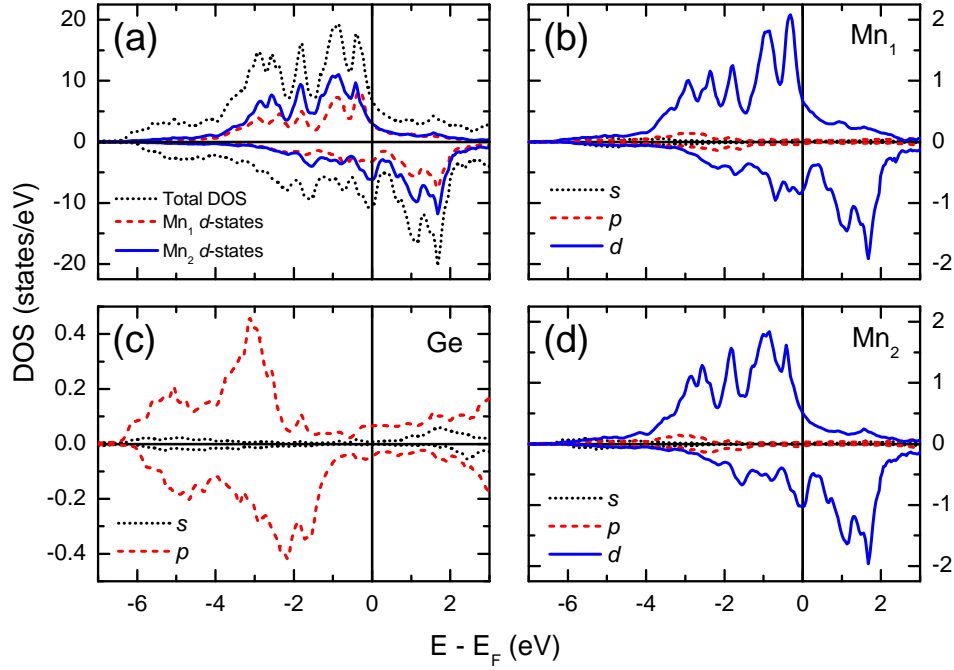 (a)
20
10
0
-10
-20
Total DOS
Mn₁ d-states
Mn₂ d-states
(b)
Mn₁
2
1
0
-1
-2
s
p
d
(c)
Ge
0.4
0.2
0.0
-0.2
-0.4
s
p
-6 -4 -2 0 2
(d)
Mn₂
2
1
0
-1
-2
s
p
d
-6 -4 -2 0 2
DOS (states/eV)
E - E_F (eV)